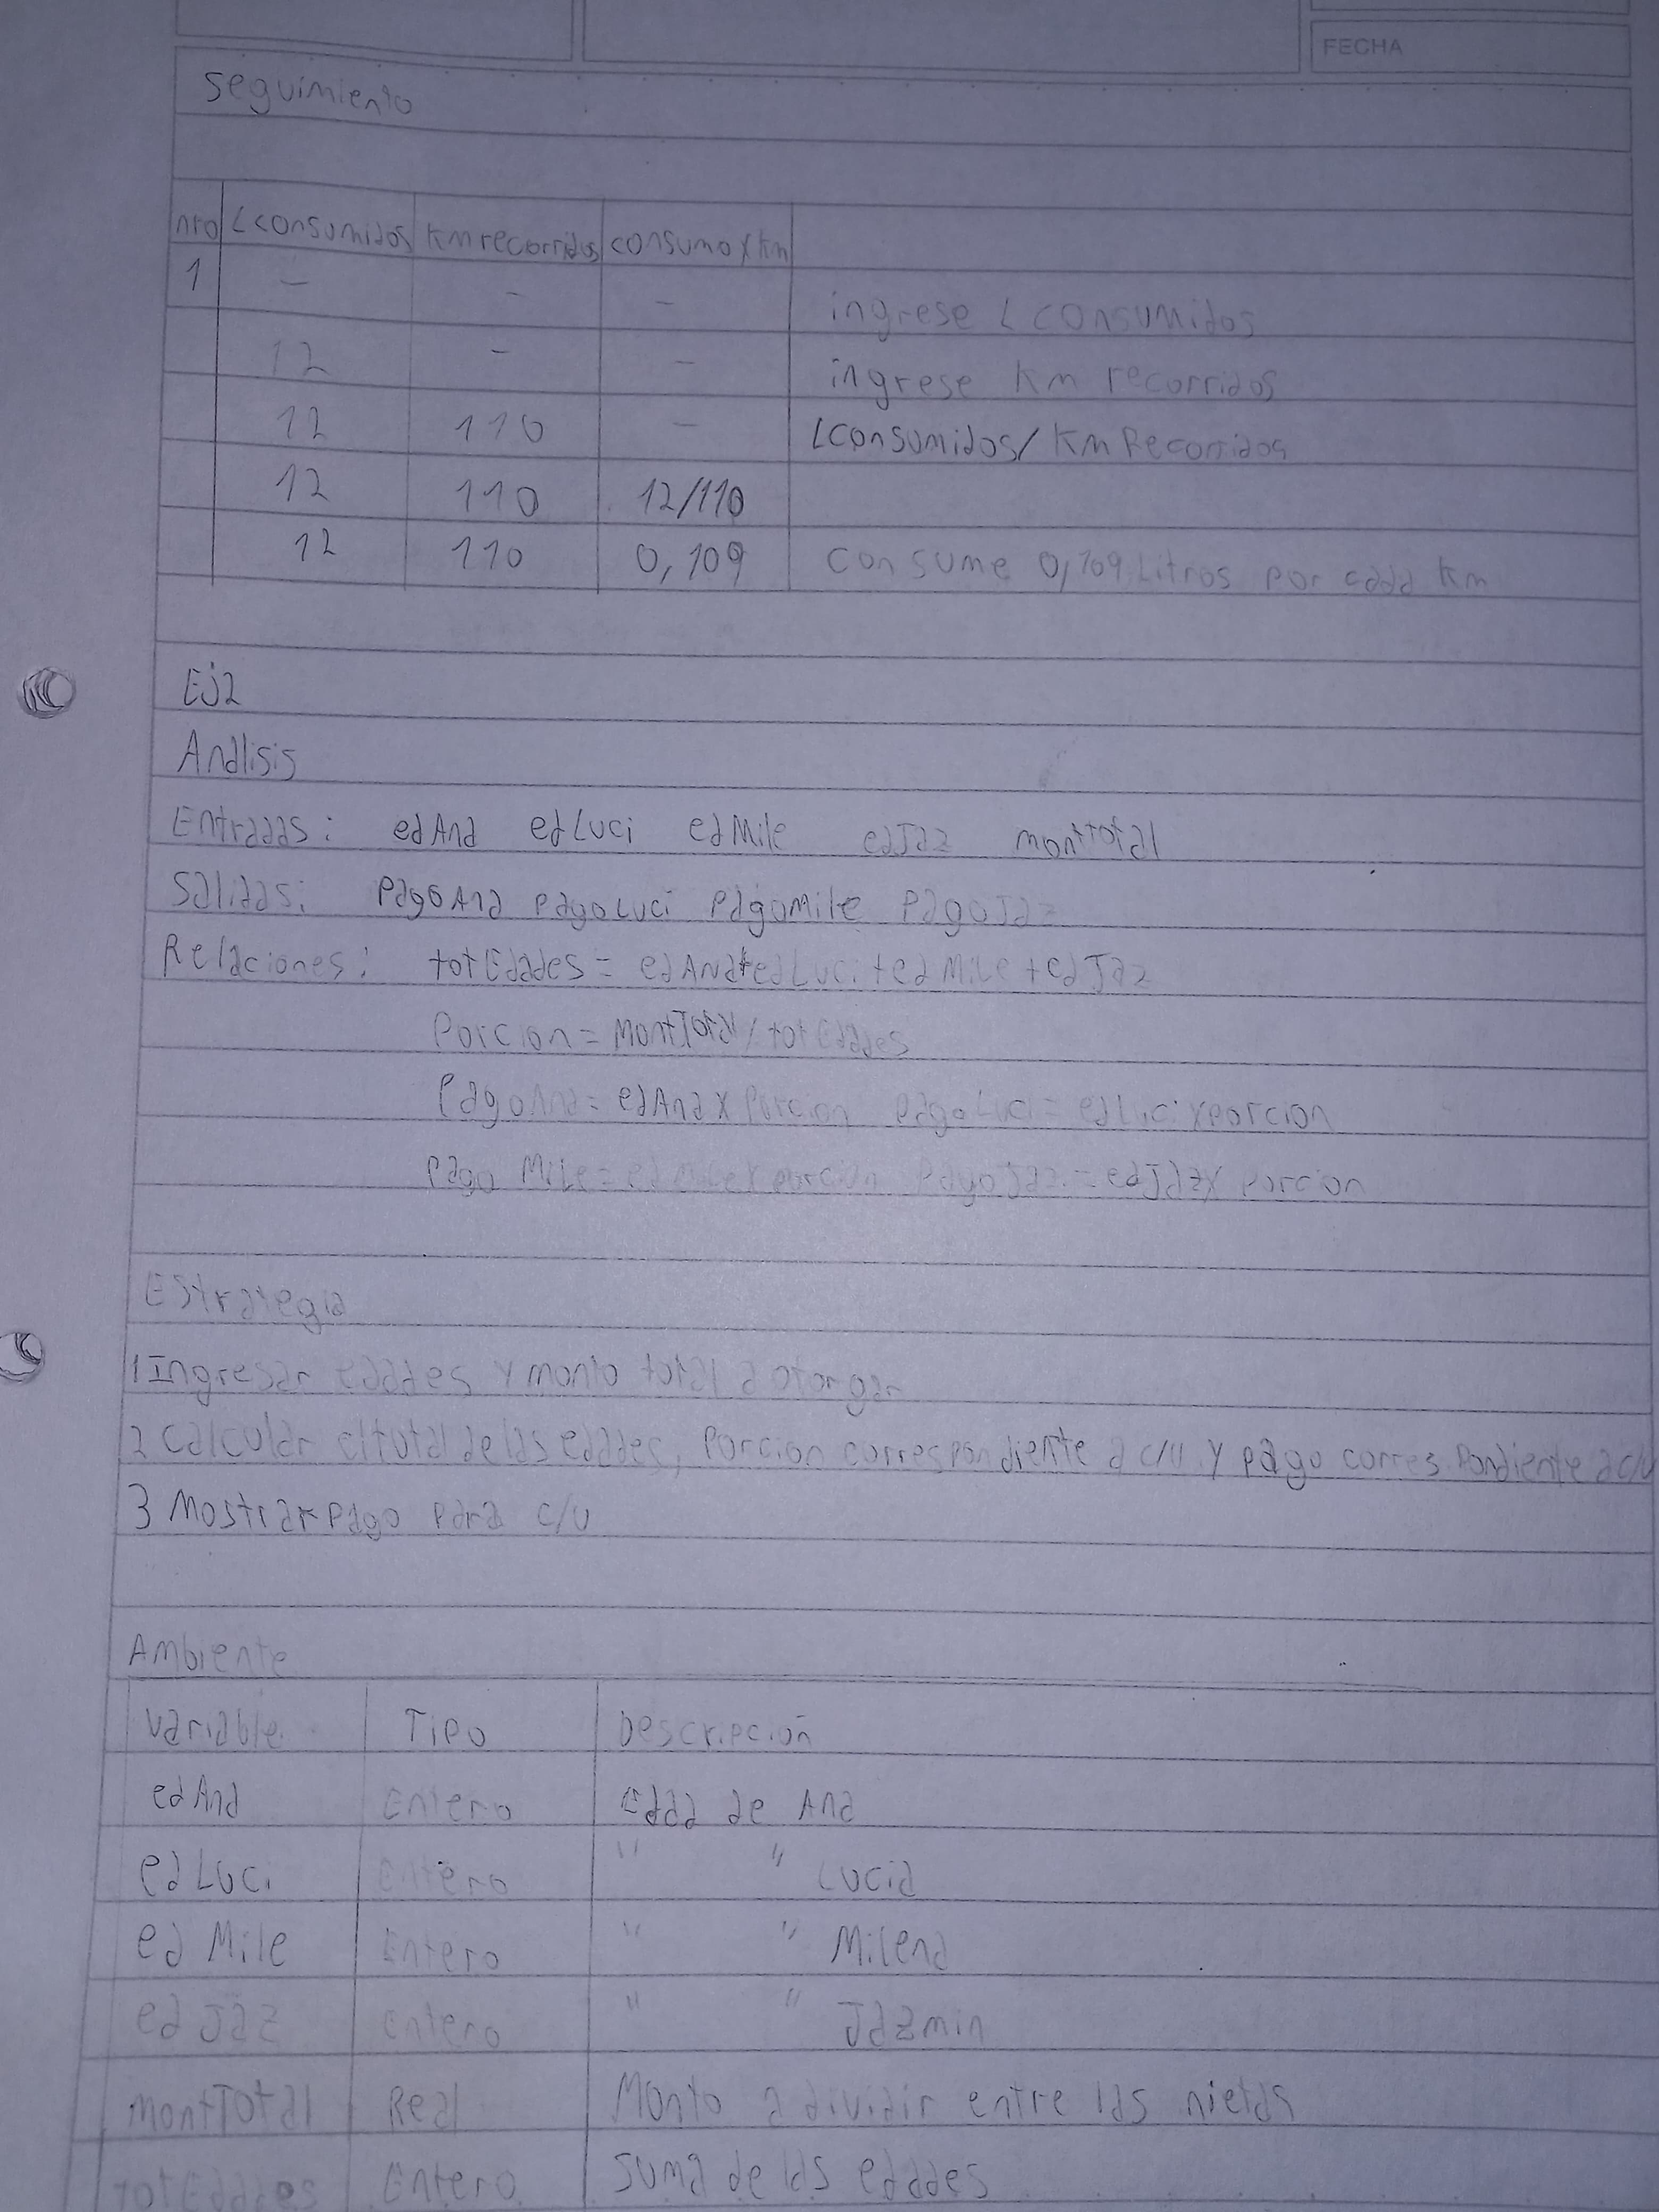 FECHA
Seguimiento
nro L consumidos Km recorridos consumo x km
1 - - - ingrese L consumidos
12 - - ingrese Km recorridos
12 110 - Lconsumidos/Km Recorridos
12 110 12/110
12 110 0,109 consume 0,109 Litros por cada Km
Ej2
Análisis
Entradas: edAna edLuci edMile edJaz montTotal
Salidas: PagoAna PagoLuci PagoMile PagoJaz
Relaciones: totEdades = edAna+edLuci+edMile+edJaz
Porcion = MontTotal/totEdades
PagoAna = edAna x Porcion PagoLuci = edLuci x porcion
Pago Mile = edMile x porcion PagoJaz = edJaz x Porcion
Estrategia
1 Ingresar edades y monto total a otorgar
2 Calcular el total de las edades, Porcion correspondiente a c/u y pago correspondiente a c/u
3 Mostrar pago para c/u
Ambiente
Variable Tipo Descripción
edAna Entero Edad de Ana
edLuci Entero " " Lucia
ed Mile Entero " " Milena
ed Jaz Entero " " Jazmin
montTotal Real Monto a dividir entre las nietas
totEdades Entero Suma de las edades